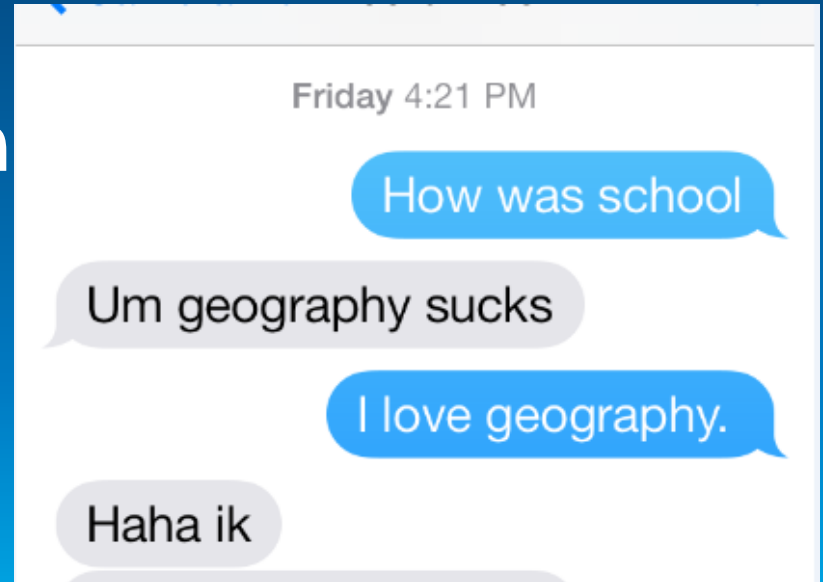 Friday 4:21 PM
How was school
Um geography sucks
I love geography.
Haha ik